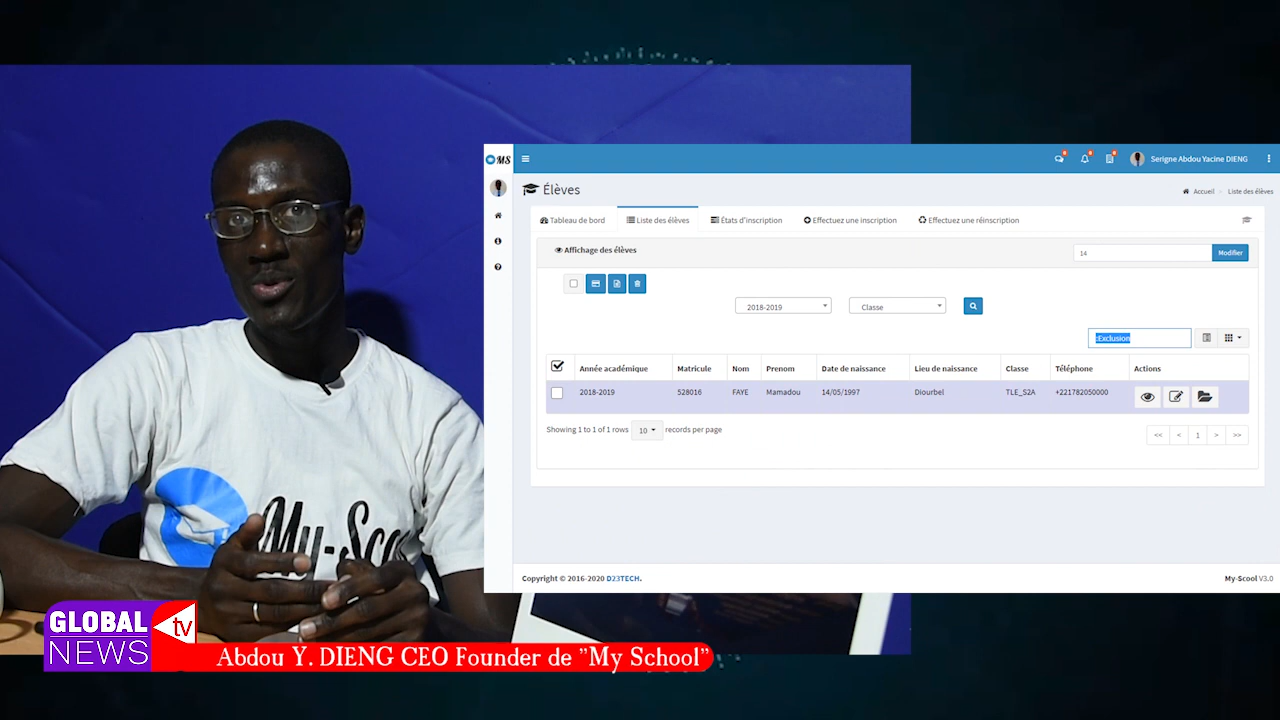 MS
Serigne Abdou Yacine DIENG
Élèves
Accueil
Liste des élèves
Tableau de bord
Liste des élèves
États d'inscription
Effectuez une inscription
Effectuez une réinscription
Affichage des élèves
14
Modifier
2018-2019
Classe
:Exclusion
Année académique Matricule Nom Prenom Date de naissance Lieu de naissance Classe Téléphone Actions
2018-2019 528016 FAYE Mamadou 14/05/1997 Diourbel TLE_S2A +221782050000
Showing 1 to 1 of 1 rows 10 records per page
<< < 1 > >>
Copyright © 2016-2020 D23TECH.
My-Scool V3.0
My-Scoo
GLOBAL
NEWS
tv
Abdou Y. DIENG CEO Founder de "My School"